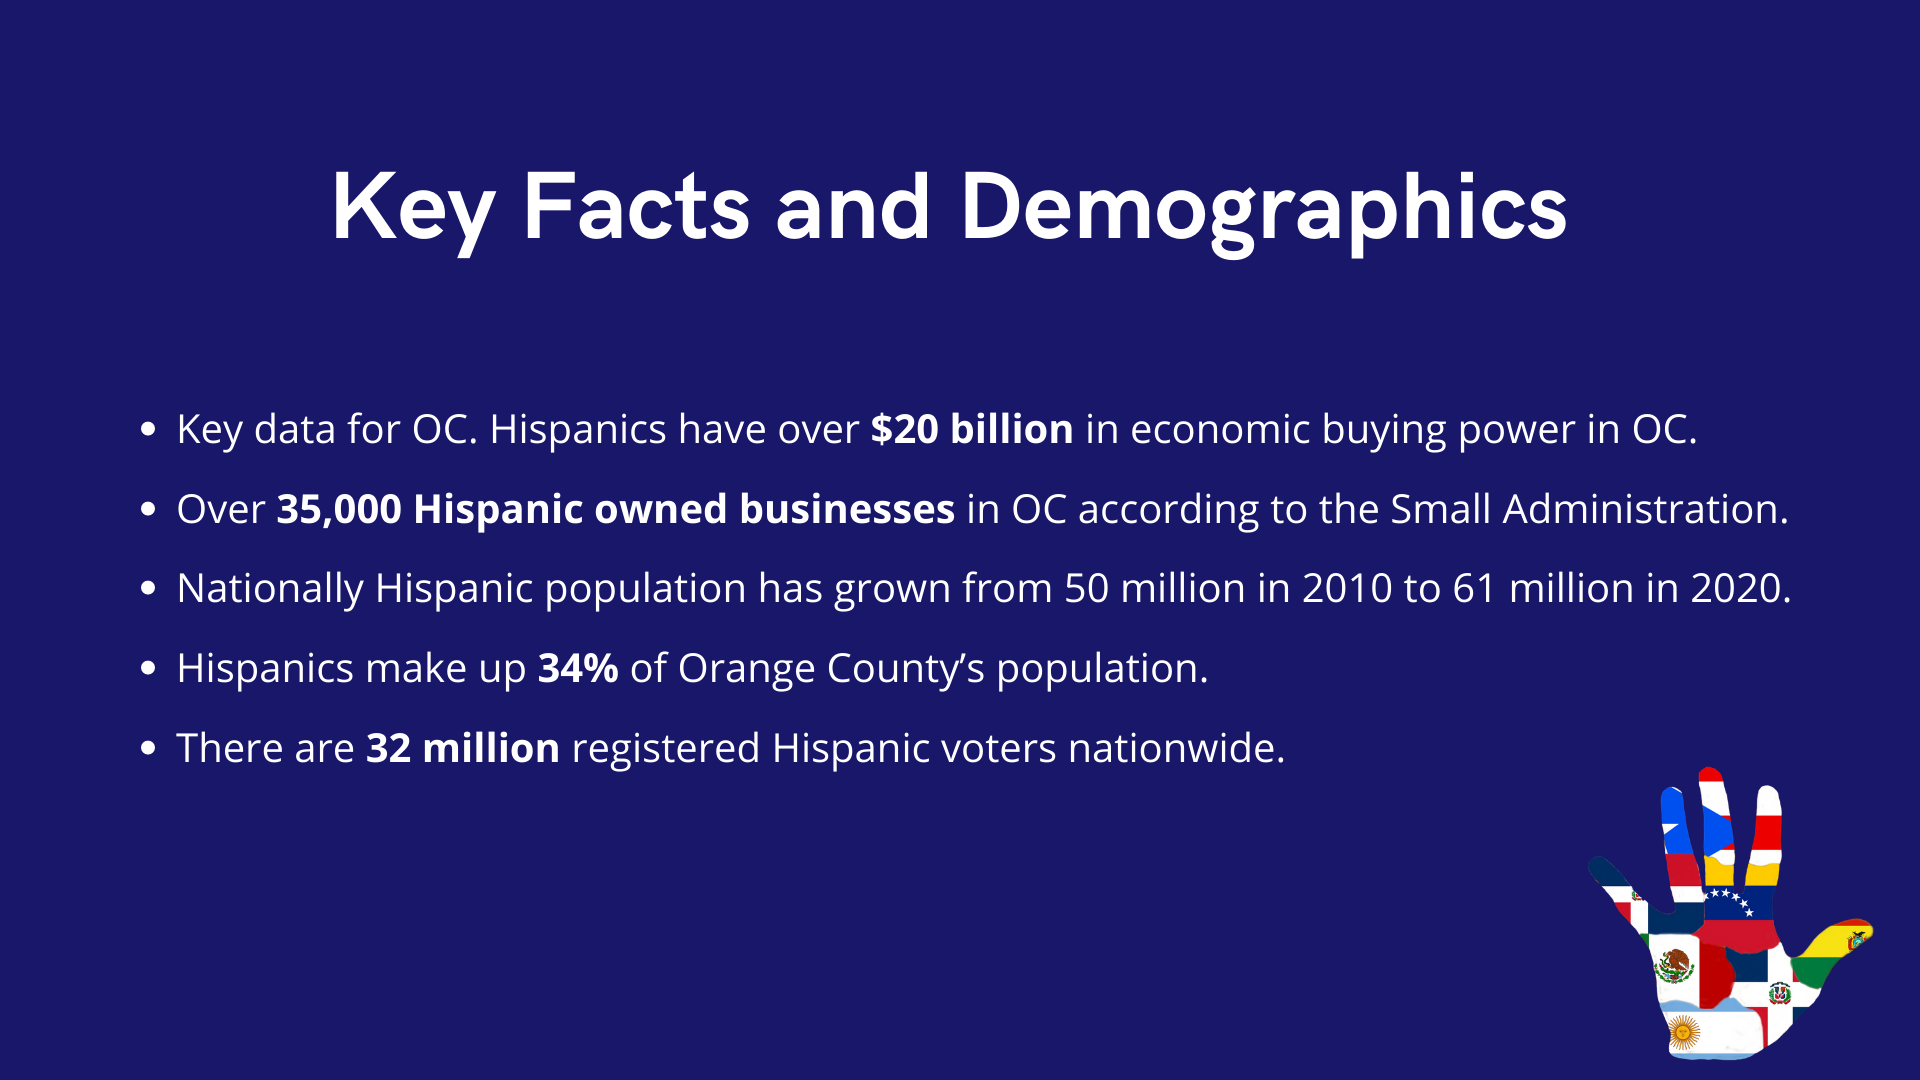 Key Facts and Demographics
• Key data for OC. Hispanics have over $20 billion in economic buying power in OC.
• Over 35,000 Hispanic owned businesses in OC according to the Small Administration.
• Nationally Hispanic population has grown from 50 million in 2010 to 61 million in 2020.
• Hispanics make up 34% of Orange County’s population.
• There are 32 million registered Hispanic voters nationwide.